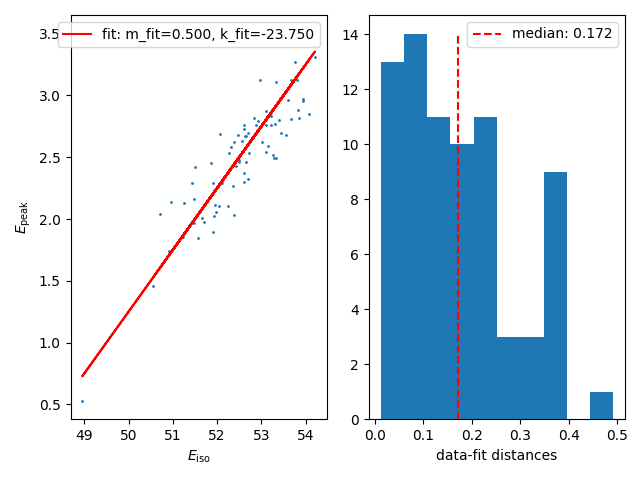 fit: m_fit=0.500, k_fit=-23.750
3.5
3.0
2.5
2.0
1.5
1.0
0.5
E_peak
49 50 51 52 53 54
E_iso
median: 0.172
14
12
10
8
6
4
2
0
0.0 0.1 0.2 0.3 0.4 0.5
data-fit distances